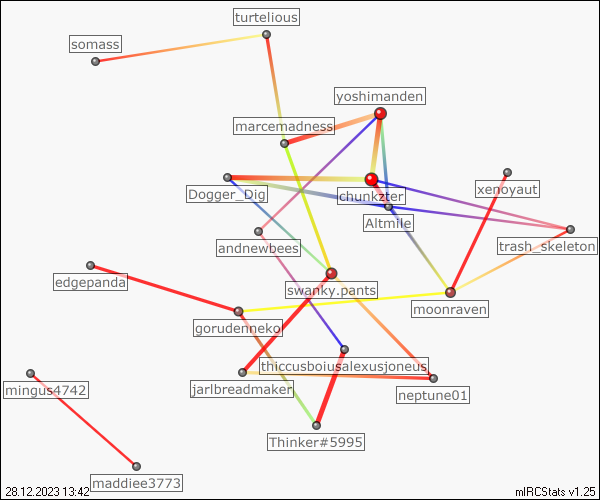 turtelious
somass
yoshimanden
marcemadness
xenoyaut
Dogger_Dig
chunkzter
Altmile
andnewbees
trash_skeleton
edgepanda
swanky.pants
moonraven
gorudenneko
thiccusboiusalexusjoneus
mingus4742
jarlbreadmaker
neptune01
Thinker#5995
maddiee3773
28.12.2023 13:42
mIRCStats v1.25